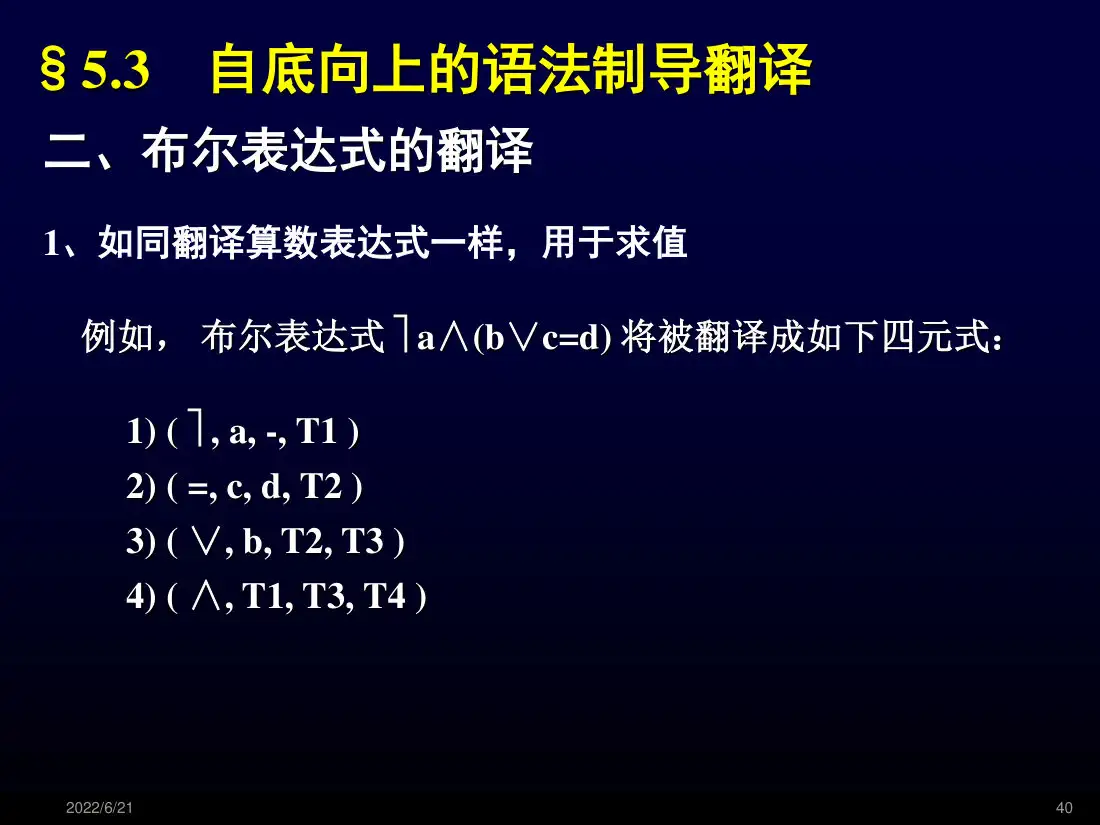 §5.3 自底向上的语法制导翻译
二、布尔表达式的翻译
1、如同翻译算数表达式一样，用于求值
例如， 布尔表达式 ⎤a∧(b∨c=d) 将被翻译成如下四元式：
1) ( ⎤, a, -, T1 )
2) ( =, c, d, T2 )
3) ( ∨, b, T2, T3 )
4) ( ∧, T1, T3, T4 )
2022/6/21
40